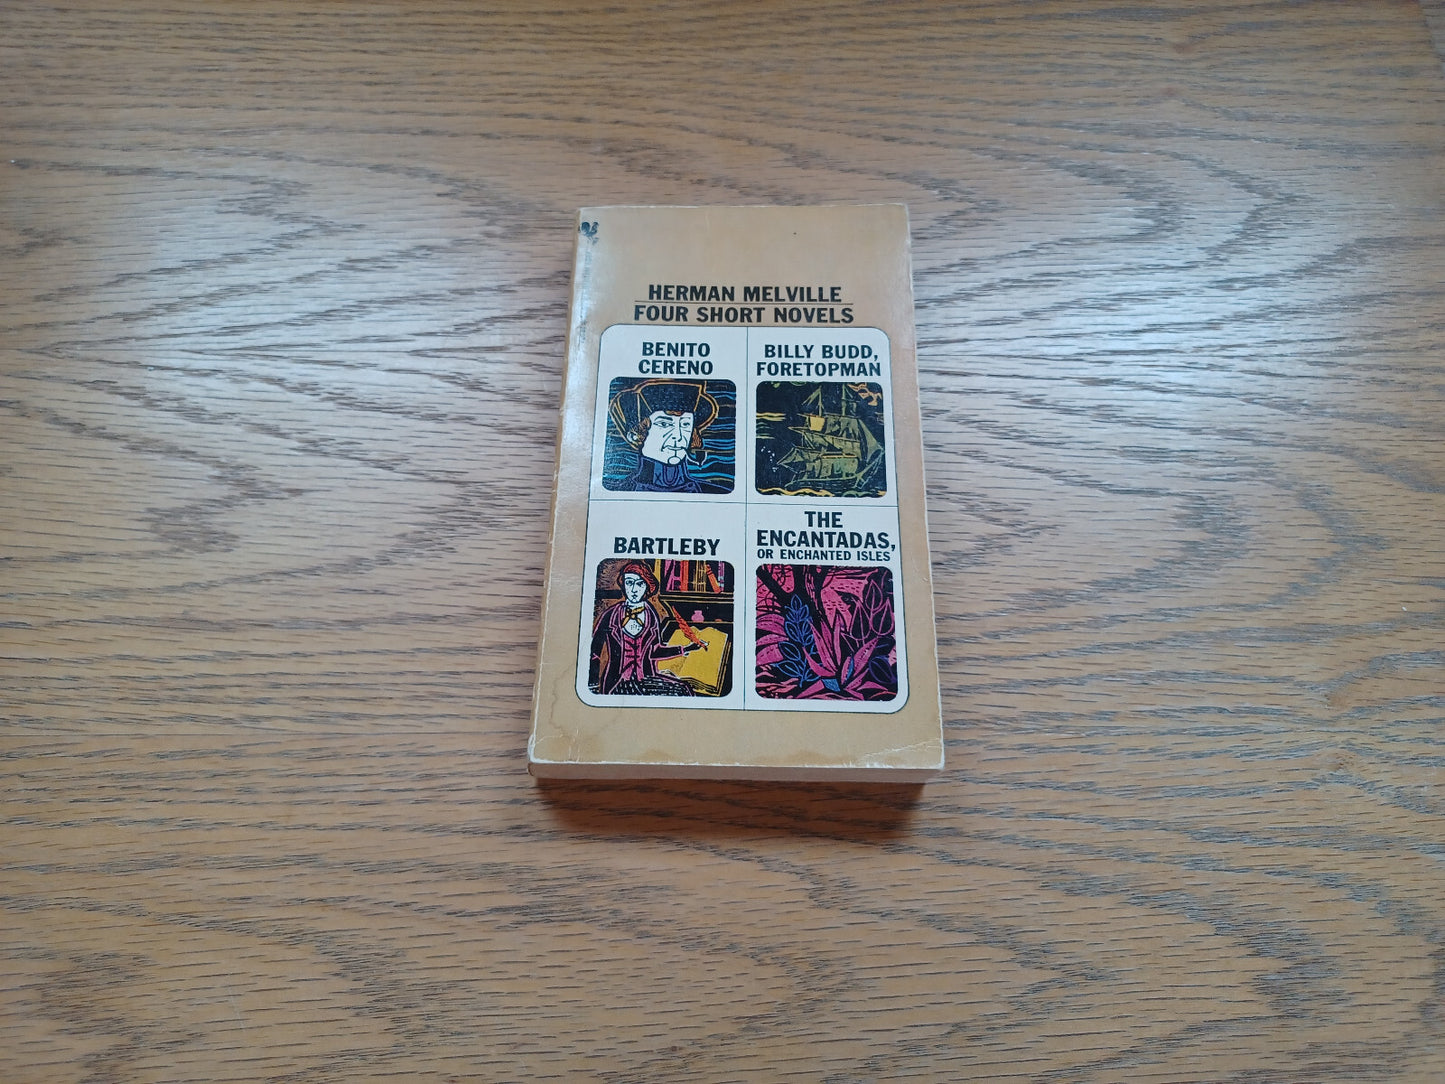 HERMAN MELVILLE
FOUR SHORT NOVELS
BENITO
CERENO
BILLY BUDD,
FORETOPMAN
BARTLEBY
THE
ENCANTADAS,
OR ENCHANTED ISLES